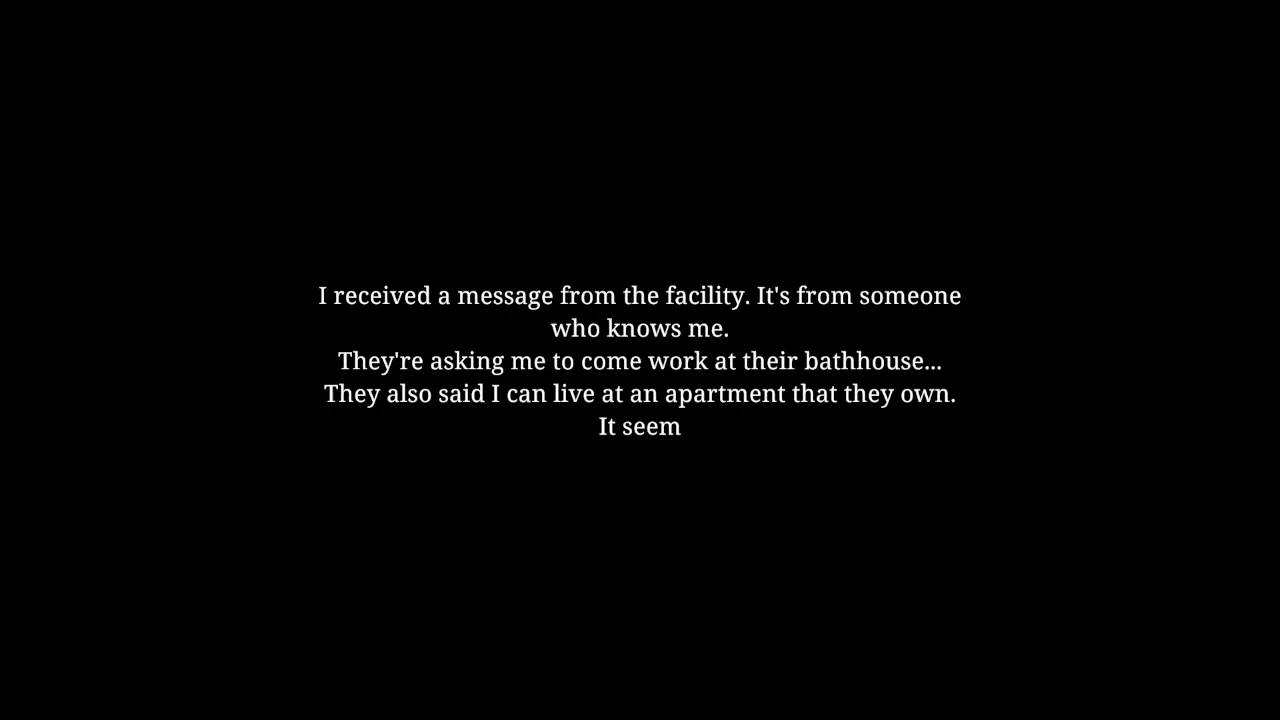 I received a message from the facility. It's from someone
who knows me.
They're asking me to come work at their bathhouse...
They also said I can live at an apartment that they own.
It seem